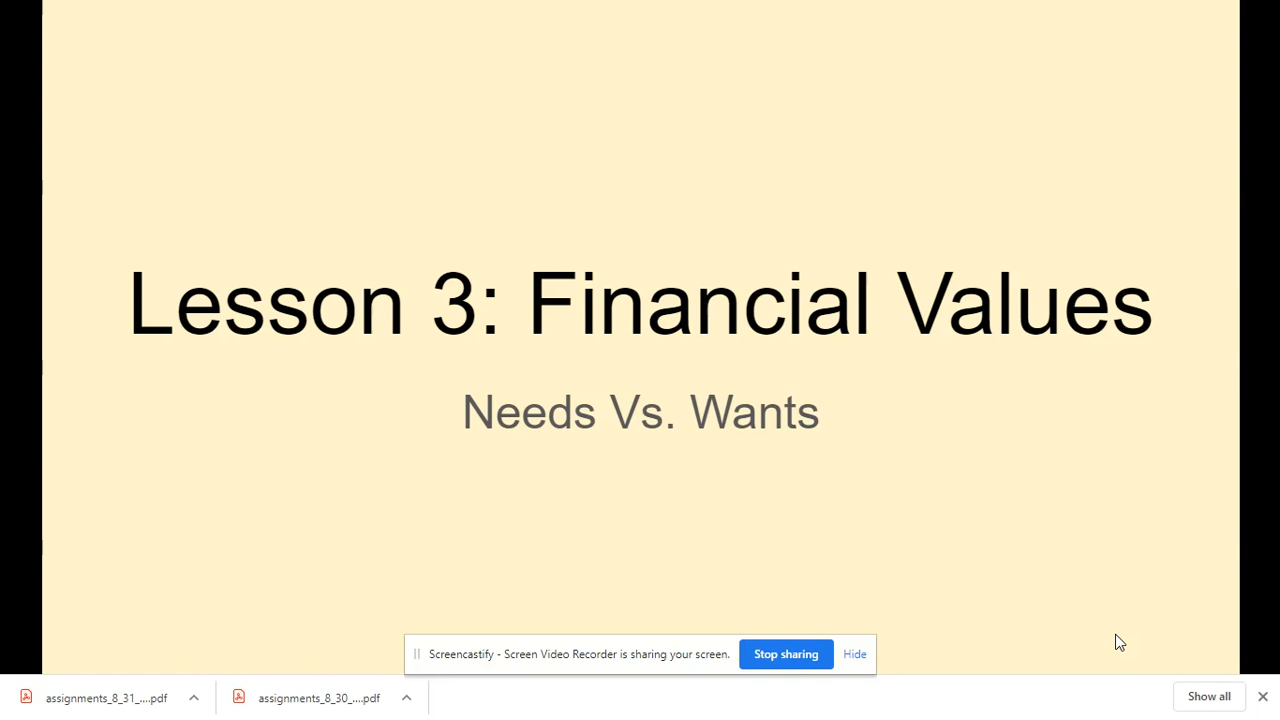 Lesson 3: Financial Values
Needs Vs. Wants
Screencastify - Screen Video Recorder is sharing your screen. Stop sharing Hide
assignments_8_31_....pdf assignments_8_30_....pdf Show all